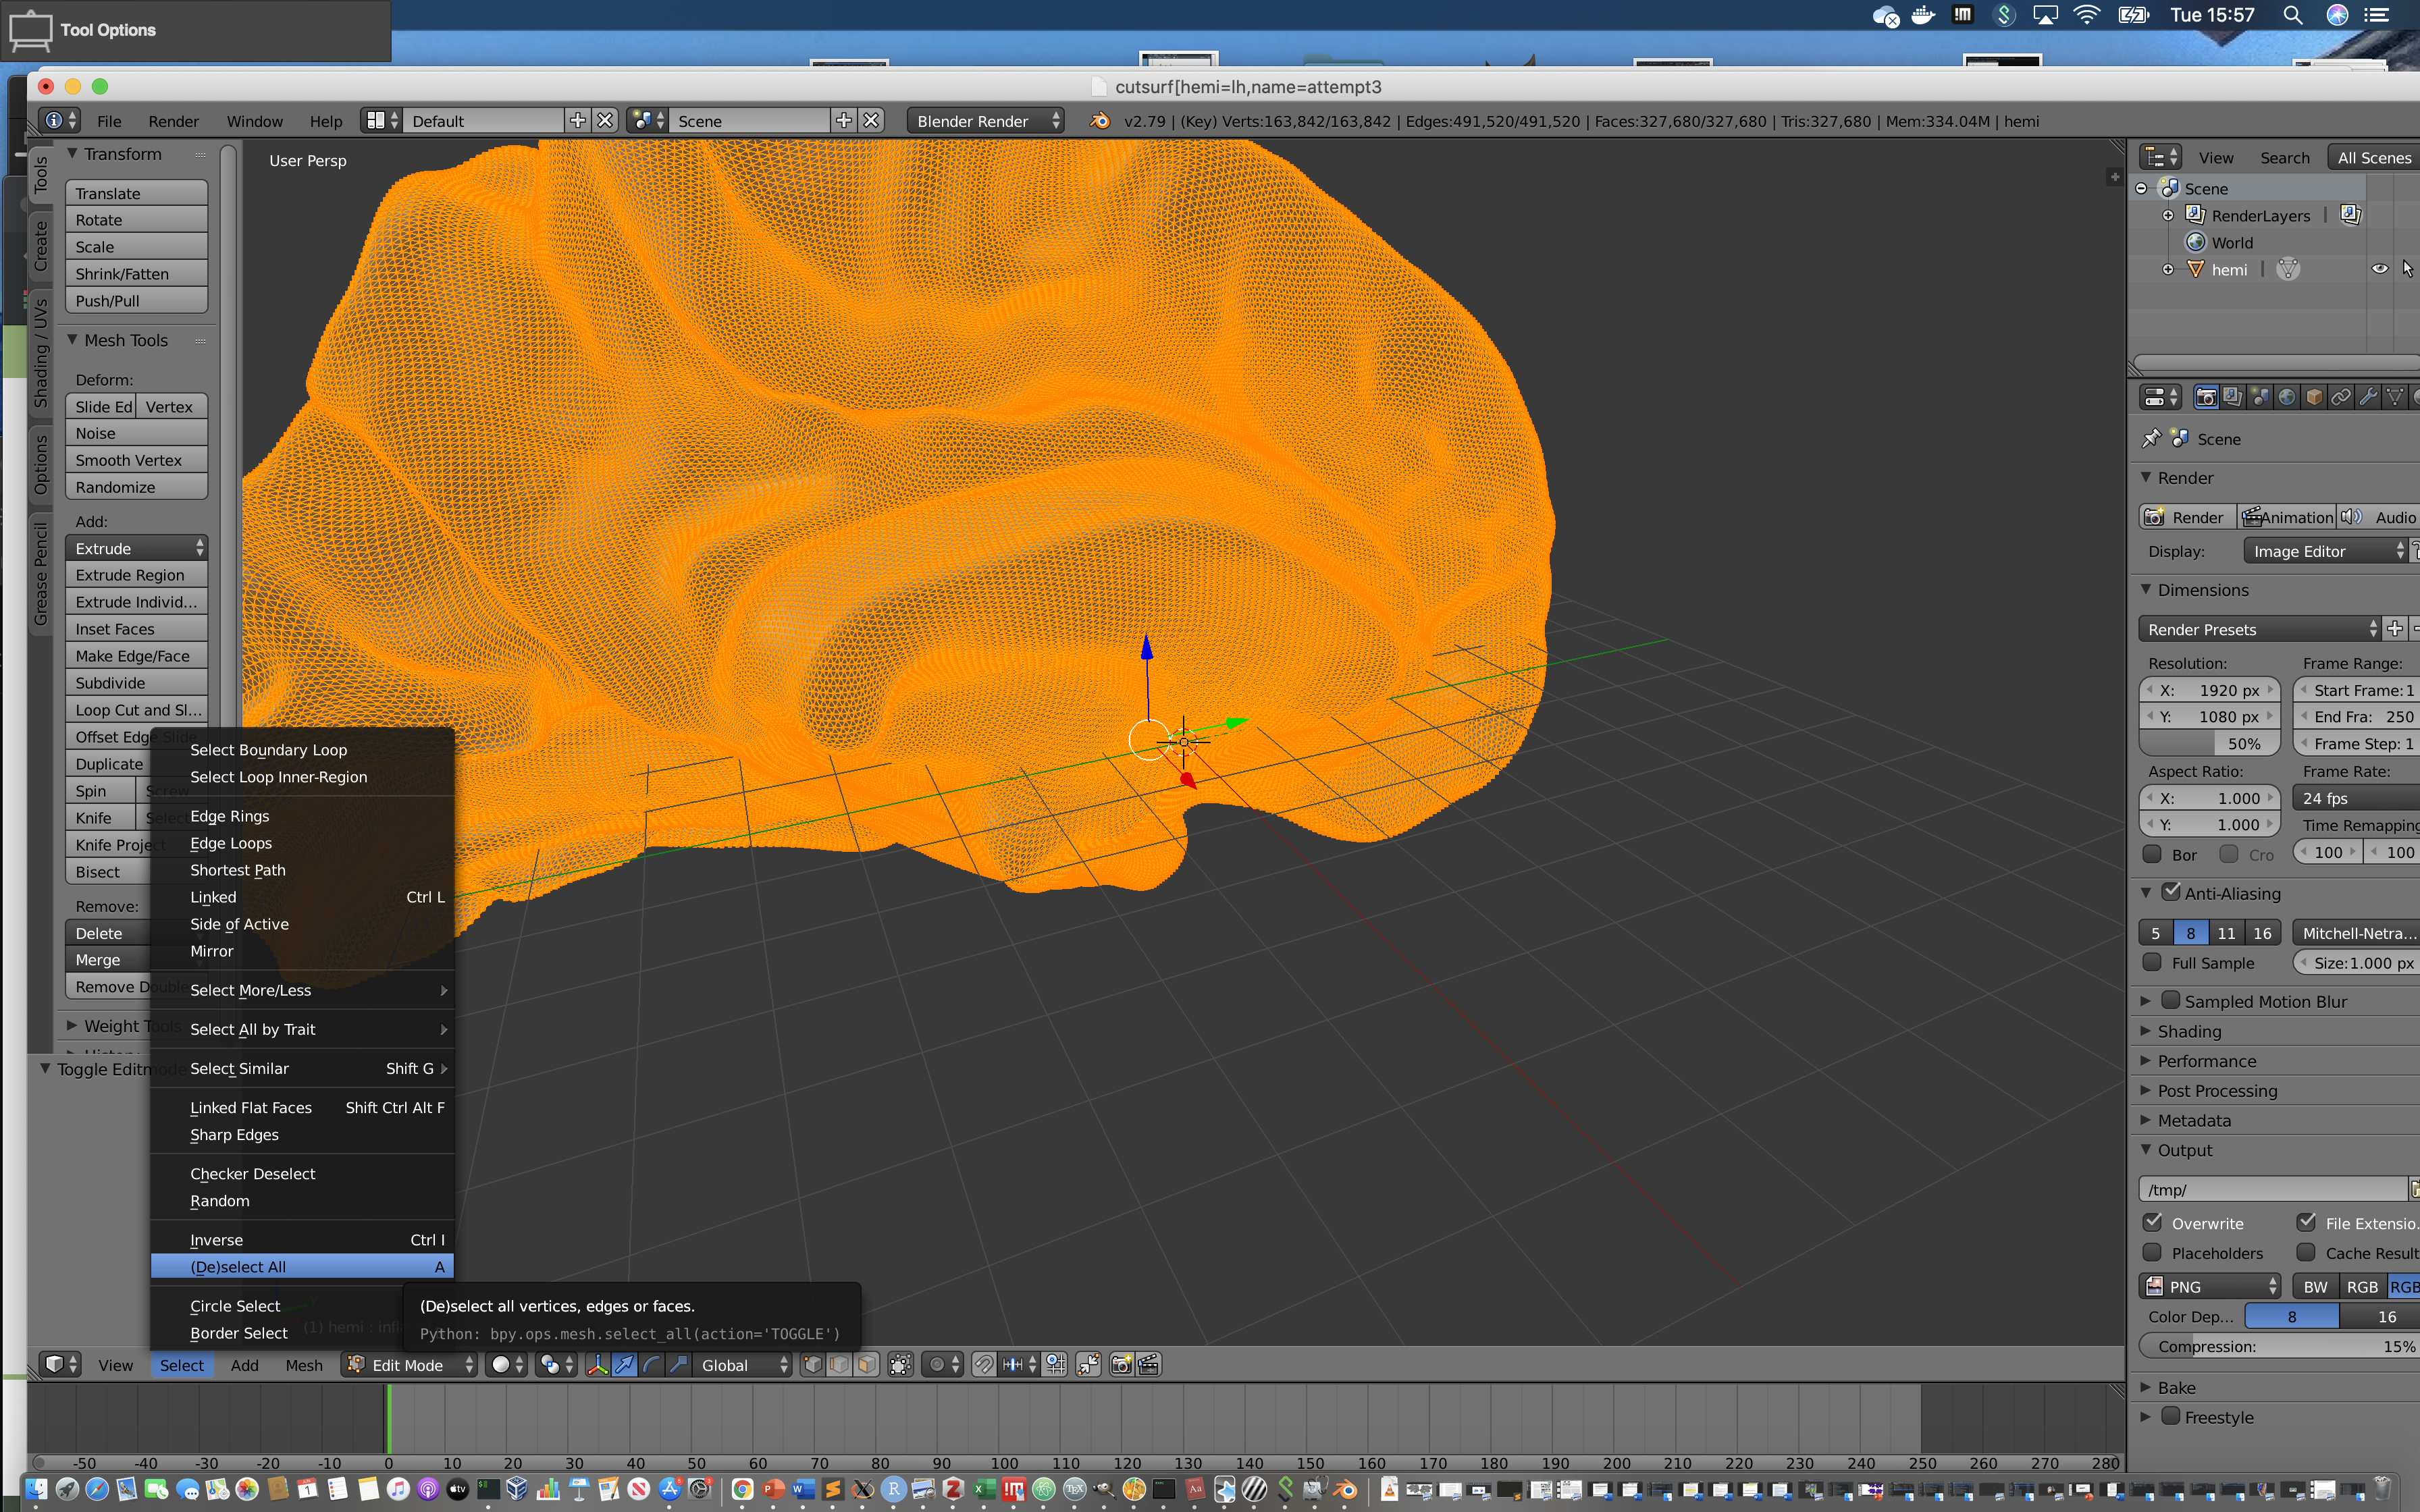 Tool Options
Tue 15:57
cutsurf[hemi=lh,name=attempt3
File Render Window Help Default Scene Blender Render v2.79 | (Key) Verts:163,842/163,842 | Edges:491,520/491,520 | Faces:327,680/327,680 | Tris:327,680 | Mem:334.04M | hemi
Tools
Create
Shading / UVs
Options
Grease Pencil
Transform
Translate
Rotate
Scale
Shrink/Fatten
Push/Pull
Mesh Tools
Deform:
Slide Ed Vertex
Noise
Smooth Vertex
Randomize
Add:
Extrude
Extrude Region
Extrude Individ...
Inset Faces
Make Edge/Face
Subdivide
Loop Cut and Sl...
Offset Edge Slide
Duplicate
Spin Screw
Knife Select
Knife Project
Bisect
Remove:
Delete
Merge
Remove Doubles
Weight Tools
History
Toggle Editmode
User Persp
Select Boundary Loop
Select Loop Inner-Region
Edge Rings
Edge Loops
Shortest Path
Linked Ctrl L
Side of Active
Mirror
Select More/Less
Select All by Trait
Select Similar Shift G
Linked Flat Faces Shift Ctrl Alt F
Sharp Edges
Checker Deselect
Random
Inverse Ctrl I
(De)select All A
Circle Select
Border Select
(1) hemi : infl
(De)select all vertices, edges or faces.
Python: bpy.ops.mesh.select_all(action='TOGGLE')
View Select Add Mesh Edit Mode Global
-50 -40 -30 -20 -10 0 10 20 30 40 50 60 70 80 90 100 110 120 130 140 150 160 170 180 190 200 210 220 230 240 250 260 270 280
View Search All Scenes
Scene
RenderLayers
World
hemi
Scene
Render
Render Animation Audio
Display: Image Editor
Dimensions
Render Presets
Resolution: Frame Range:
X: 1920 px Start Frame: 1
Y: 1080 px End Fra: 250
50% Frame Step: 1
Aspect Ratio: Frame Rate:
X: 1.000 24 fps
Y: 1.000 Time Remapping
Bor Cro 100 100
Anti-Aliasing
5 8 11 16 Mitchell-Netra...
Full Sample Size:1.000 px
Sampled Motion Blur
Shading
Performance
Post Processing
Metadata
Output
/tmp/
Overwrite File Extensio..
Placeholders Cache Result
PNG BW RGB RGB
Color Dep... 8 16
Compression: 15%
Bake
Freestyle